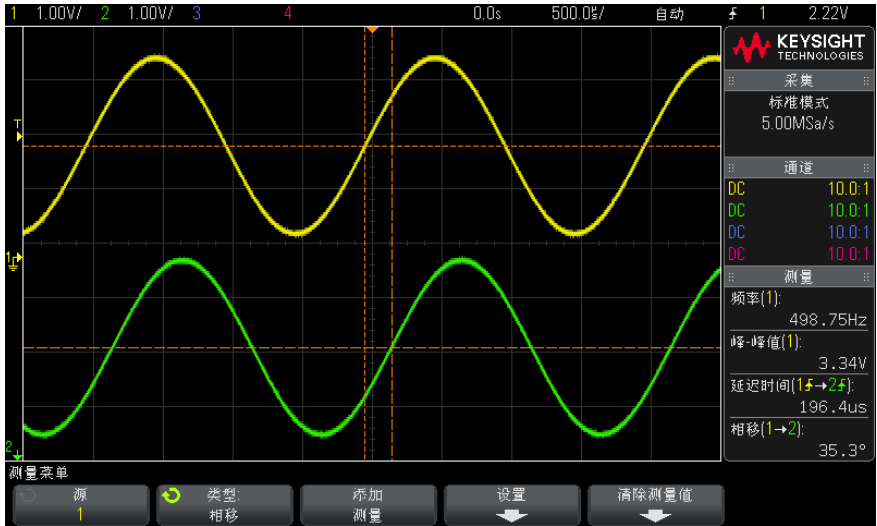 1 1.00V/ 2 1.00V/ 3 4 0.0s 500.0㎲/ 自动 1 2.22V
KEYSIGHT
TECHNOLOGIES
采集
标准模式
5.00MSa/s
通道
DC 10.0:1
DC 10.0:1
DC 10.0:1
DC 10.0:1
测量
频率(1):
498.75Hz
峰-峰值(1):
3.34V
延迟时间(1→2):
196.4us
相移(1→2):
35.3°
T
1
2
测量菜单
源
1
类型:
相移
添加
测量
设置
清除测量值